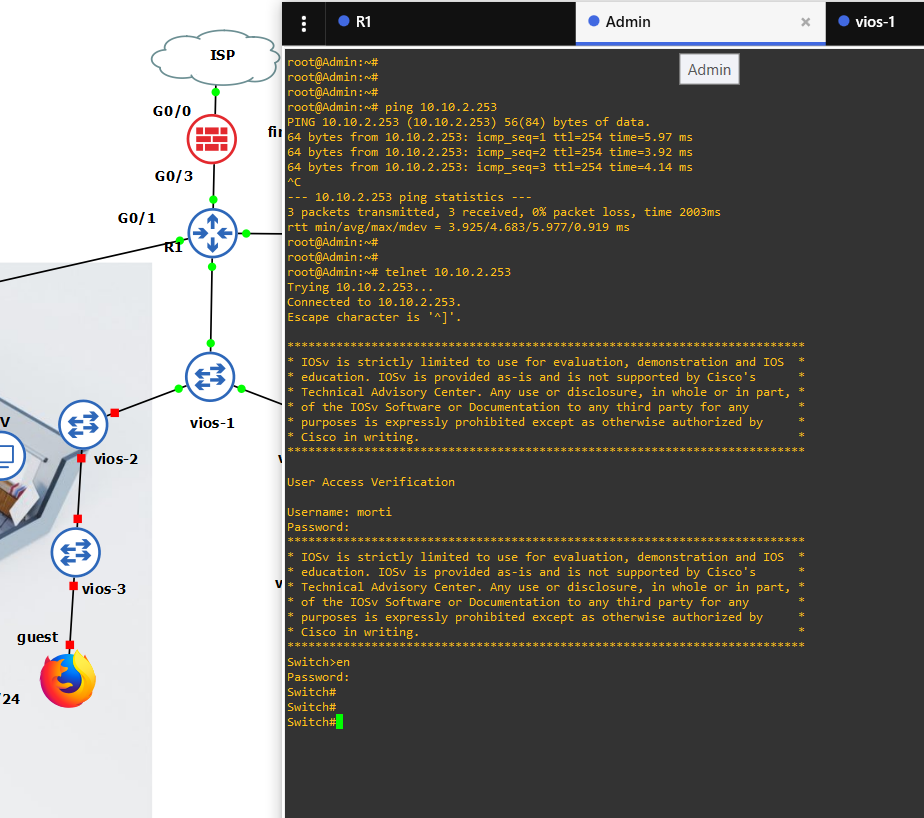 ISP
G0/0
fir
G0/3
G0/1
R1
vios-1
V
vios-2
vios-3
guest
/24
R1
Admin ×
vios-1
Admin
root@Admin:~#
root@Admin:~#
root@Admin:~#
root@Admin:~# ping 10.10.2.253
PING 10.10.2.253 (10.10.2.253) 56(84) bytes of data.
64 bytes from 10.10.2.253: icmp_seq=1 ttl=254 time=5.97 ms
64 bytes from 10.10.2.253: icmp_seq=2 ttl=254 time=3.92 ms
64 bytes from 10.10.2.253: icmp_seq=3 ttl=254 time=4.14 ms
^C
--- 10.10.2.253 ping statistics ---
3 packets transmitted, 3 received, 0% packet loss, time 2003ms
rtt min/avg/max/mdev = 3.925/4.683/5.977/0.919 ms
root@Admin:~#
root@Admin:~#
root@Admin:~# telnet 10.10.2.253
Trying 10.10.2.253...
Connected to 10.10.2.253.
Escape character is '^]'.
**************************************************************************
* IOSv is strictly limited to use for evaluation, demonstration and IOS  *
* education. IOSv is provided as-is and is not supported by Cisco's      *
* Technical Advisory Center. Any use or disclosure, in whole or in part, *
* of the IOSv Software or Documentation to any third party for any       *
* purposes is expressly prohibited except as otherwise authorized by     *
* Cisco in writing.                                                      *
**************************************************************************
User Access Verification
Username: morti
Password:
**************************************************************************
* IOSv is strictly limited to use for evaluation, demonstration and IOS  *
* education. IOSv is provided as-is and is not supported by Cisco's      *
* Technical Advisory Center. Any use or disclosure, in whole or in part, *
* of the IOSv Software or Documentation to any third party for any       *
* purposes is expressly prohibited except as otherwise authorized by     *
* Cisco in writing.                                                      *
**************************************************************************
Switch>en
Password:
Switch#
Switch#
Switch#